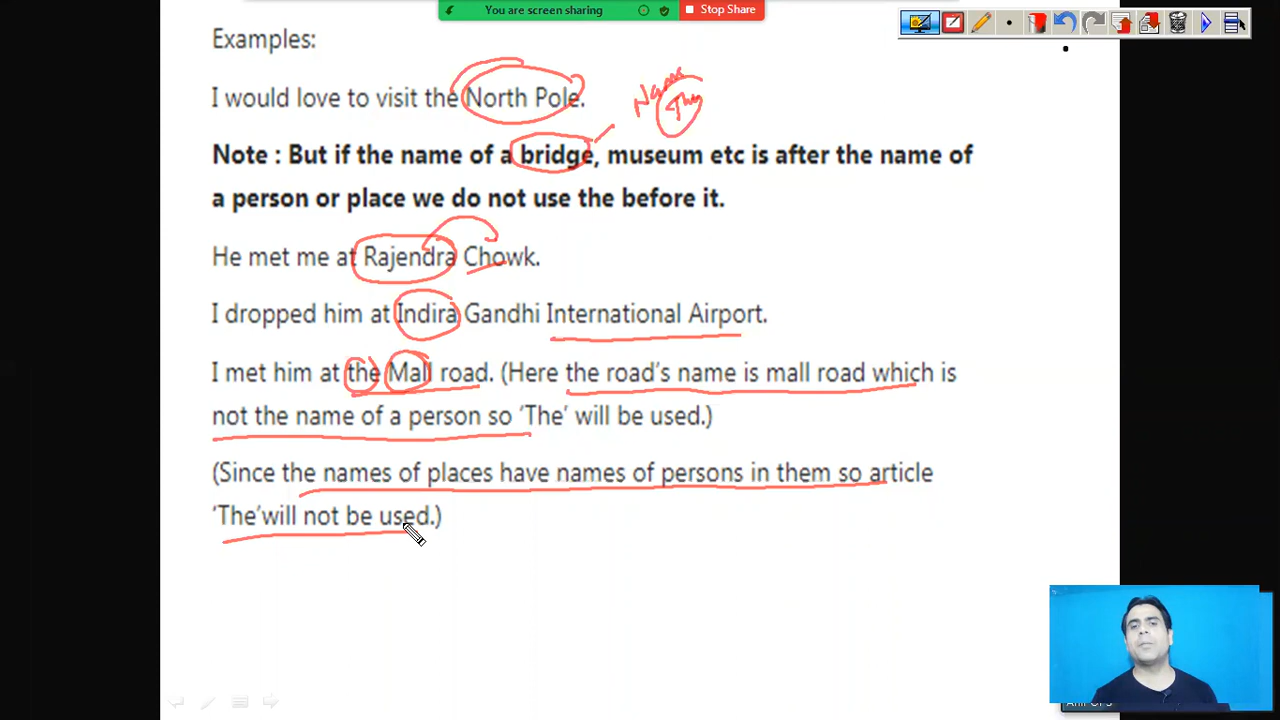 You are screen sharing
Stop Share
Examples:
I would love to visit the North Pole.
Name
Note : But if the name of a bridge, museum etc is after the name of
a person or place we do not use the before it.
He met me at Rajendra Chowk.
I dropped him at Indira Gandhi International Airport.
I met him at the Mall road. (Here the road's name is mall road which is
not the name of a person so 'The' will be used.)
(Since the names of places have names of persons in them so article
'The'will not be used.)